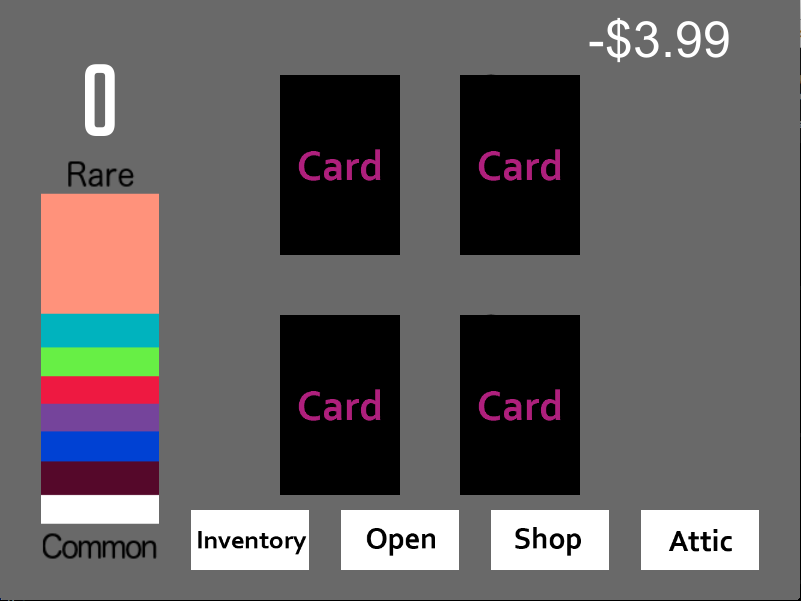 -$3.99
0
Rare
Card
Card
Card
Card
Common
Inventory
Open
Shop
Attic